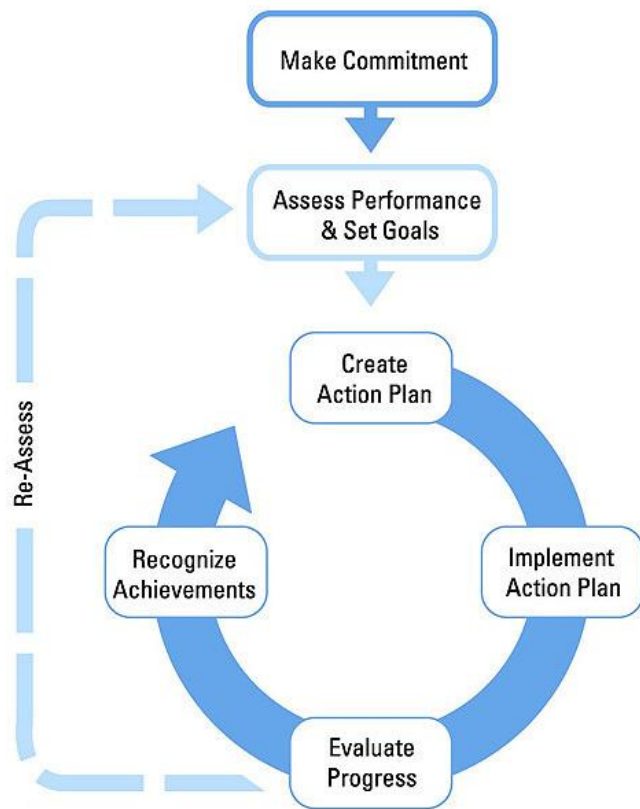 Make Commitment
Assess Performance
& Set Goals
Create
Action Plan
Re-Assess
Recognize
Achievements
Implement
Action Plan
Evaluate
Progress